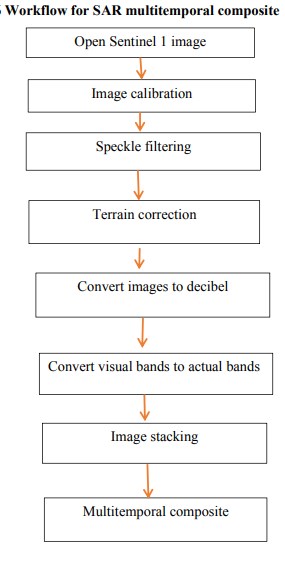 Workflow for SAR multitemporal composite
Open Sentinel 1 image
Image calibration
Speckle filtering
Terrain correction
Convert images to decibel
Convert visual bands to actual bands
Image stacking
Multitemporal composite